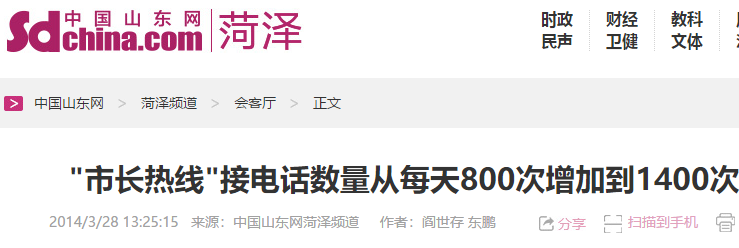 中国山东网
sdchina.com
菏泽
时政 财经 教科
民声 卫健 文体
中国山东网 > 菏泽频道 > 会客厅 > 正文
"市长热线"接电话数量从每天800次增加到1400次
2014/3/28 13:25:15 来源：中国山东网菏泽频道 作者：阎世存 东鹏 分享 扫描到手机